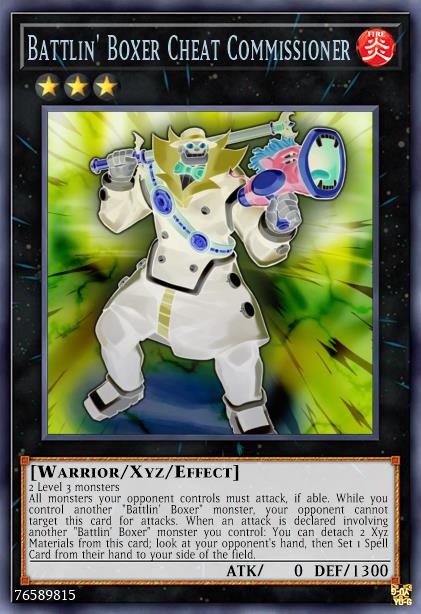 BATTLIN' BOXER CHEAT COMMISSIONER
FIRE
炎
[WARRIOR/XYZ/EFFECT]
2 Level 3 monsters
All monsters your opponent controls must attack, if able. While you
control another "Battlin' Boxer" monster, your opponent cannot
target this card for attacks. When an attack is declared involving
another "Battlin' Boxer" monster you control: You can detach 2 Xyz
Materials from this card; look at your opponent's hand, then Set 1 Spell
Card from their hand to your side of the field.
ATK/ 0 DEF/1300
76589815